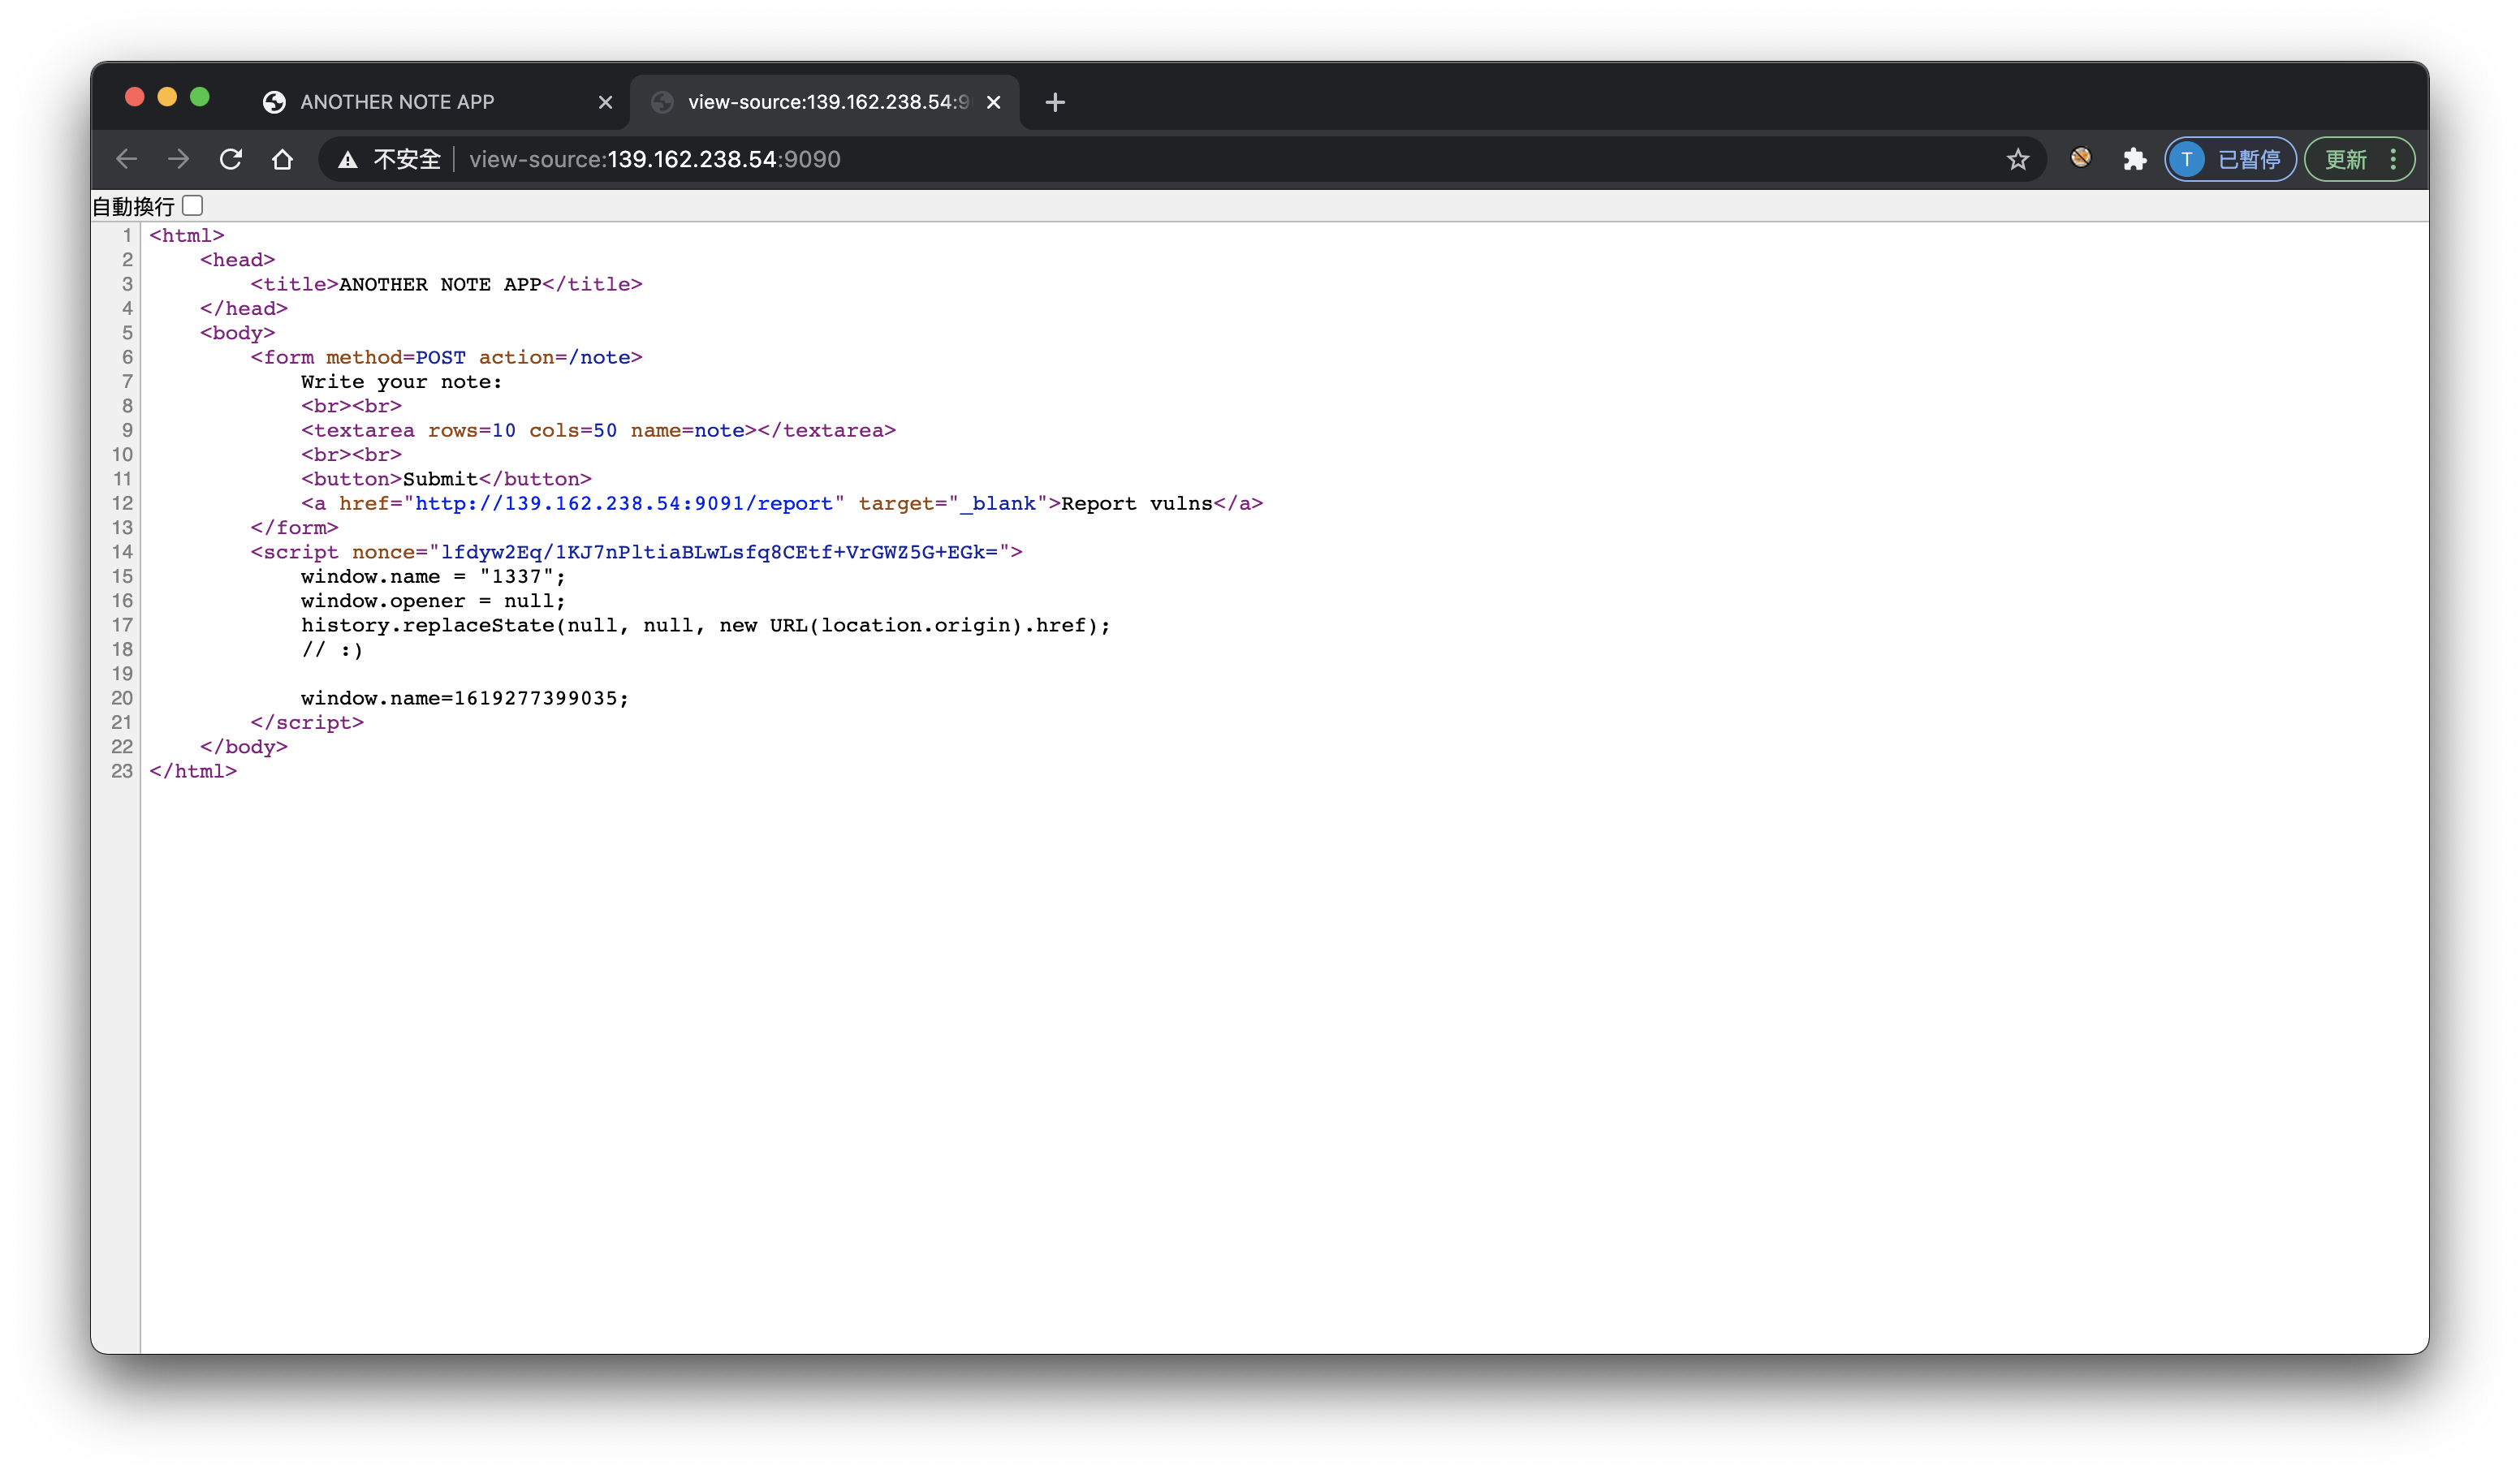 ANOTHER NOTE APP
view-source:139.162.238.54:9
不安全 view-source:139.162.238.54:9090
T 已暫停 更新
自動換行
1 <html>
2 <head>
3 <title>ANOTHER NOTE APP</title>
4 </head>
5 <body>
6 <form method=POST action=/note>
7 Write your note:
8 <br><br>
9 <textarea rows=10 cols=50 name=note></textarea>
10 <br><br>
11 <button>Submit</button>
12 <a href="http://139.162.238.54:9091/report" target="_blank">Report vulns</a>
13 </form>
14 <script nonce="lfdyw2Eq/1KJ7nPltiaBLwLsfq8CEtf+VrGWZ5G+EGk=">
15 window.name = "1337";
16 window.opener = null;
17 history.replaceState(null, null, new URL(location.origin).href);
18 // :)
19
20 window.name=1619277399035;
21 </script>
22 </body>
23 </html>